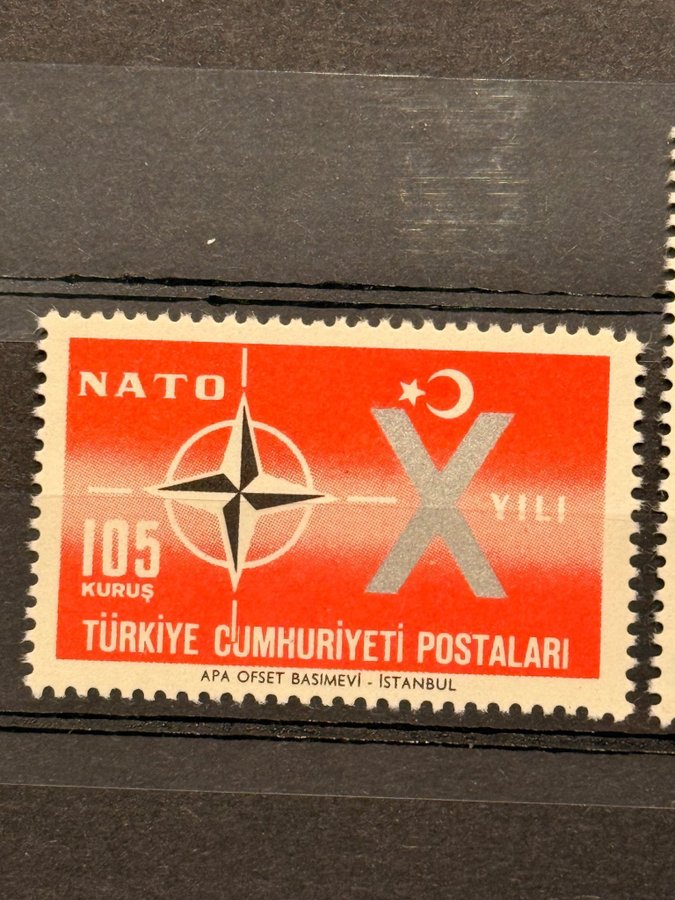 NATO
X
YILI
105
KURUŞ
TÜRKİYE CUMHURİYETİ POSTALARI
APA OFSET BASIMEVİ - İSTANBUL